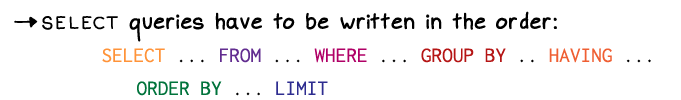 →SELECT queries have to be written in the order:
SELECT ... FROM ... WHERE ... GROUP BY .. HAVING ...
ORDER BY ... LIMIT